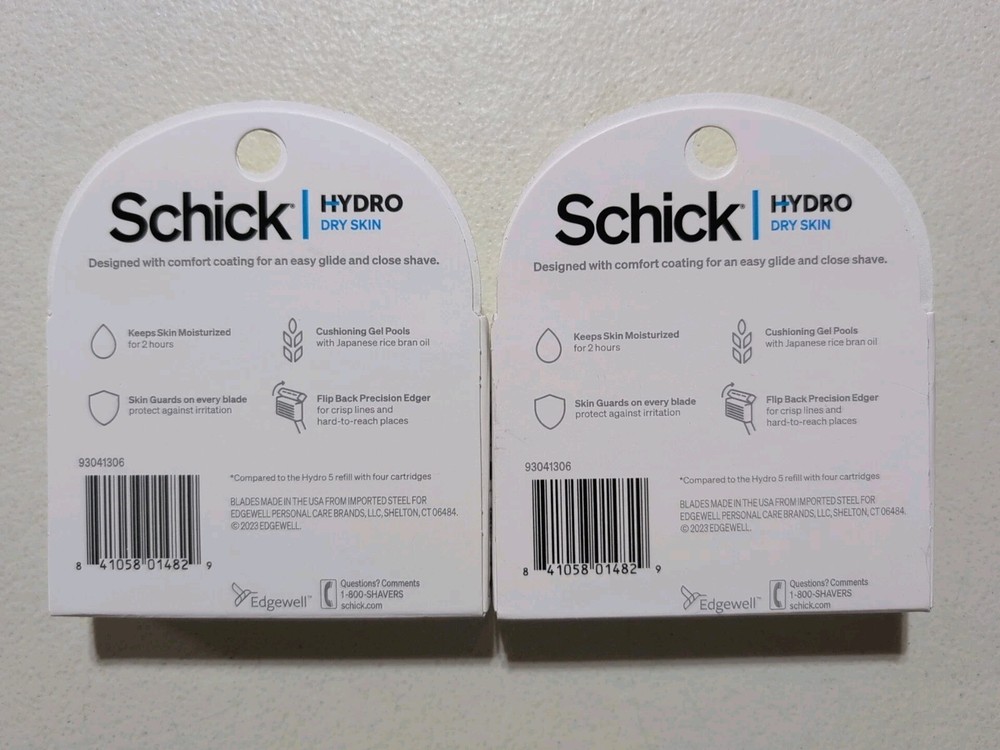 Schick® | HYDRO
DRY SKIN
Designed with comfort coating for an easy glide and close shave.
Keeps Skin Moisturized
for 2 hours
Cushioning Gel Pools
with Japanese rice bran oil
Skin Guards on every blade
protect against irritation
Flip Back Precision Edger
for crisp lines and
hard-to-reach places
93041306
*Compared to the Hydro 5 refill with four cartridges
BLADES MADE IN THE USA FROM IMPORTED STEEL FOR
EDGEWELL PERSONAL CARE BRANDS, LLC, SHELTON, CT 06484.
© 2023 EDGEWELL.
8 41058 01482 9
Edgewell™
Questions? Comments
1-800-SHAVERS
schick.com
Schick® | HYDRO
DRY SKIN
Designed with comfort coating for an easy glide and close shave.
Keeps Skin Moisturized
for 2 hours
Cushioning Gel Pools
with Japanese rice bran oil
Skin Guards on every blade
protect against irritation
Flip Back Precision Edger
for crisp lines and
hard-to-reach places
93041306
*Compared to the Hydro 5 refill with four cartridges
BLADES MADE IN THE USA FROM IMPORTED STEEL FOR
EDGEWELL PERSONAL CARE BRANDS, LLC, SHELTON, CT 06484.
© 2023 EDGEWELL.
8 41058 01482 9
Edgewell™
Questions? Comments
1-800-SHAVERS
schick.com